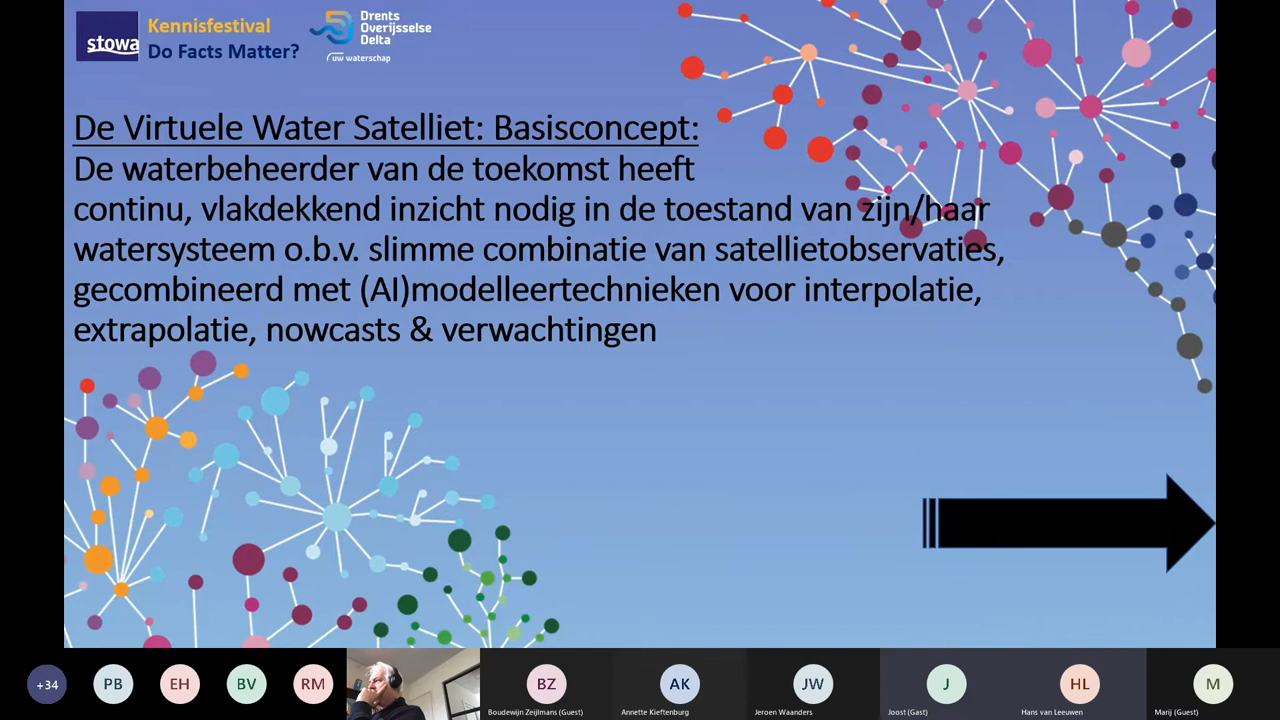 stowa
Kennisfestival
Do Facts Matter?
Drents
Overijsselse
Delta
uw waterschap
De Virtuele Water Satelliet: Basisconcept:
De waterbeheerder van de toekomst heeft
continu, vlakdekkend inzicht nodig in de toestand van zijn/haar
watersysteem o.b.v. slimme combinatie van satellietobservaties,
gecombineerd met (AI)modelleertechnieken voor interpolatie,
extrapolatie, nowcasts & verwachtingen
+34
PB
EH
BV
RM
BZ
AK
JW
J
HL
M
Boudewijn Zeijlmans (Guest)
Annette Kieftenburg
Jeroen Waanders
Joost (Gast)
Hans van Leeuwen
Marij (Guest)